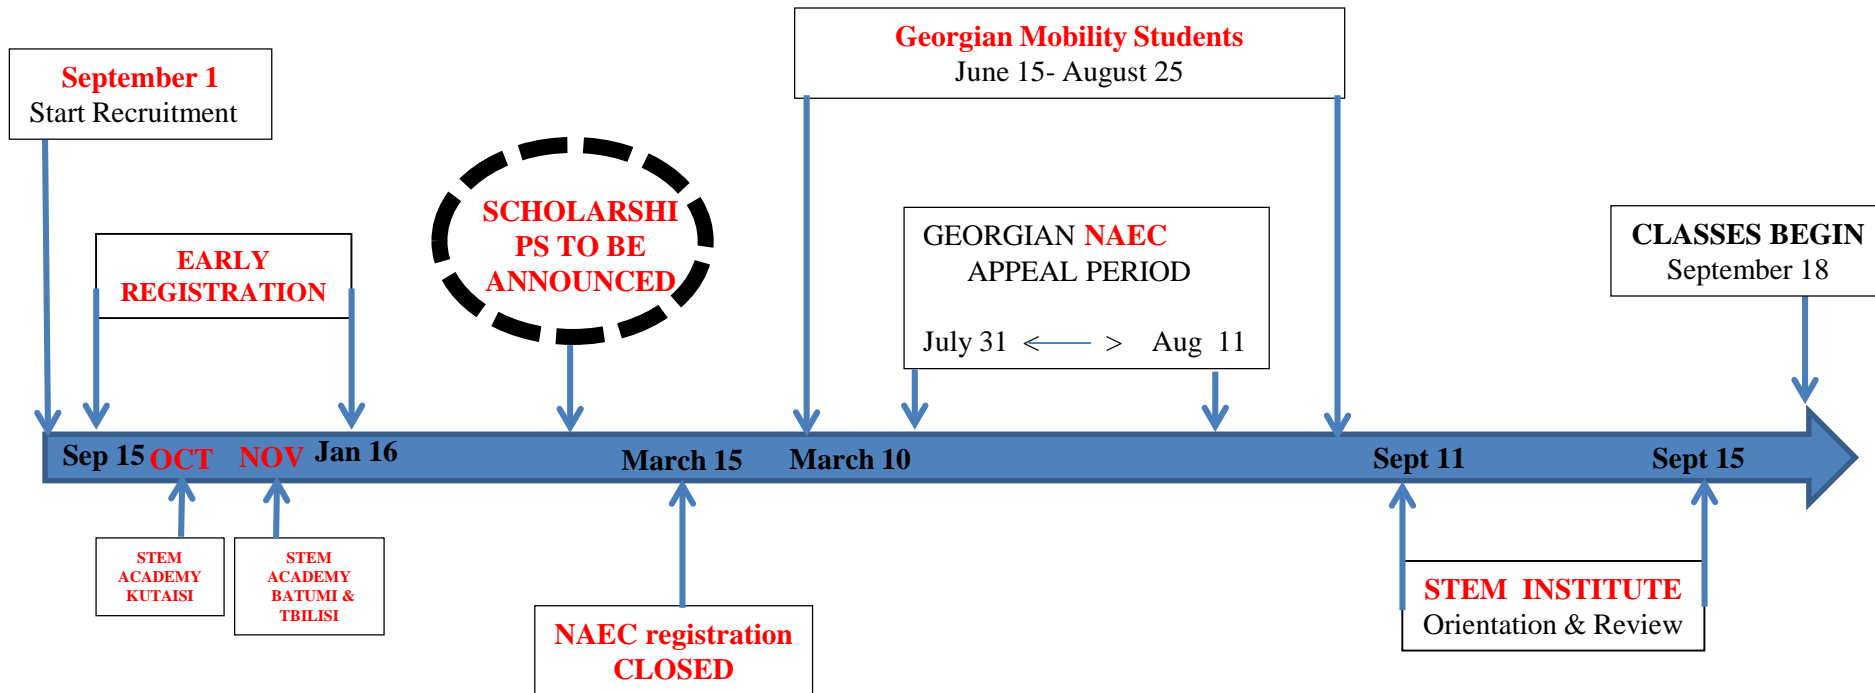 Georgian Mobility Students
June 15- August 25
September 1
Start Recruitment
SCHOLARSHI
PS TO BE
ANNOUNCED
EARLY
REGISTRATION
GEORGIAN NAEC
APPEAL PERIOD
July 31 < > Aug 11
CLASSES BEGIN
September 18
Sep 15 OCT NOV Jan 16 March 15 March 10 Sept 11 Sept 15
STEM
ACADEMY
KUTAISI
STEM
ACADEMY
BATUMI &
TBILISI
NAEC registration
CLOSED
STEM INSTITUTE
Orientation & Review